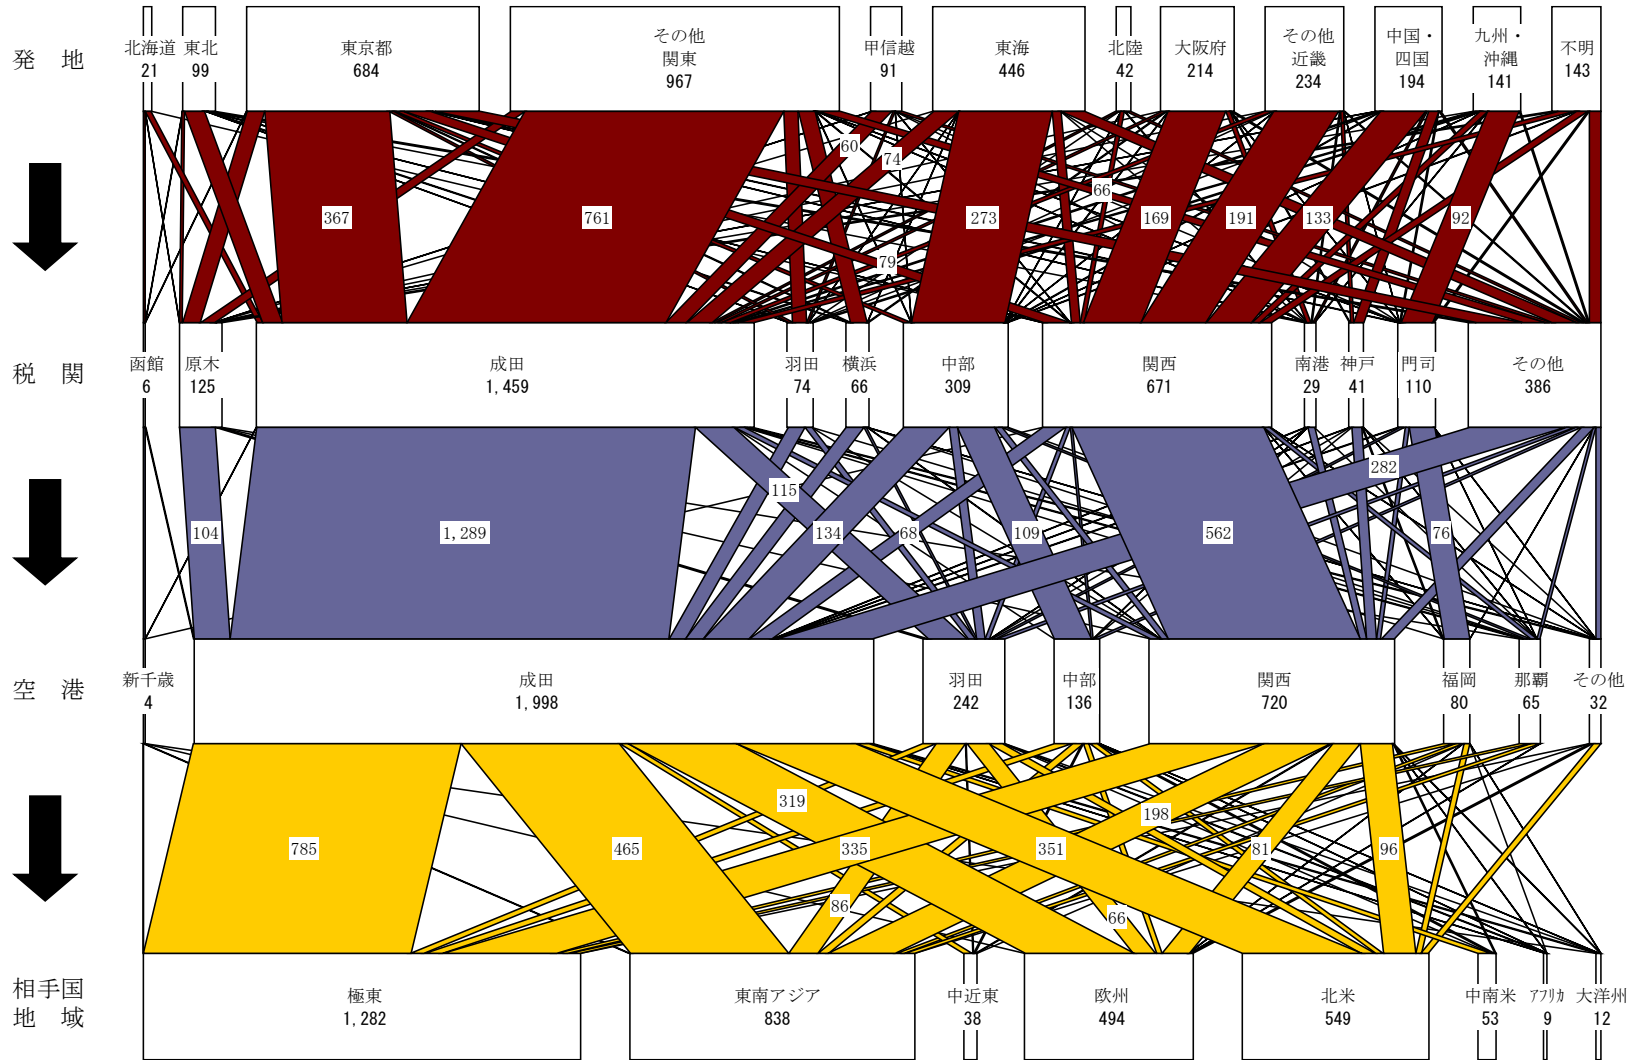 発　地
北海道
21
東北
99
東京都
684
その他
関東
967
甲信越
91
東海
446
北陸
42
大阪府
214
その他
近畿
234
中国・
四国
194
九州・
沖縄
141
不明
143
60
74
66
367
761
273
169
191
133
92
79
税　関
函館
6
原木
125
成田
1,459
羽田
74
横浜
66
中部
309
関西
671
南港
29
神戸
41
門司
110
その他
386
282
115
104
1,289
134
68
109
562
76
空　港
新千歳
4
成田
1,998
羽田
242
中部
136
関西
720
福岡
80
那覇
65
その他
32
319
198
785
465
335
351
81
96
86
66
相手国
地　域
極東
1,282
東南アジア
838
中近東
38
欧州
494
北米
549
中南米
53
ｱﾌﾘｶ
9
大洋州
12